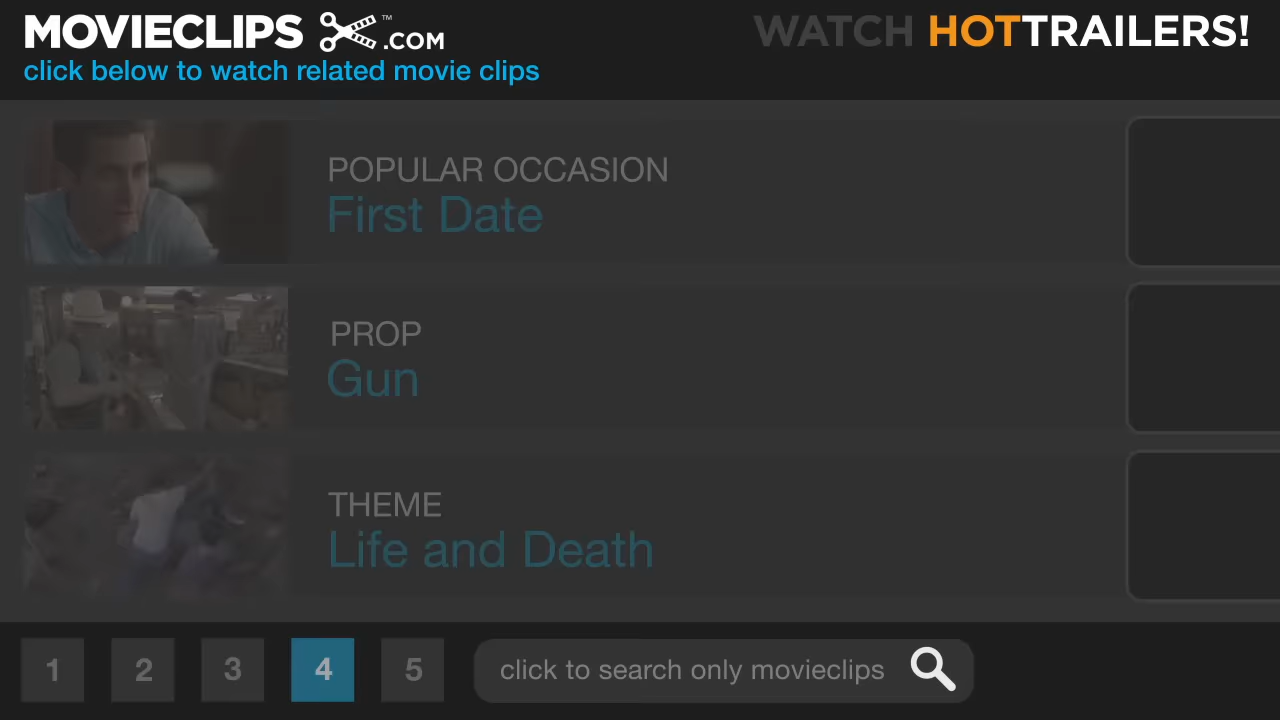 MOVIECLIPS ™ .COM
WATCH HOTTRAILERS!
click below to watch related movie clips
POPULAR OCCASION
First Date
PROP
Gun
THEME
Life and Death
1 2 3 4 5
click to search only movieclips